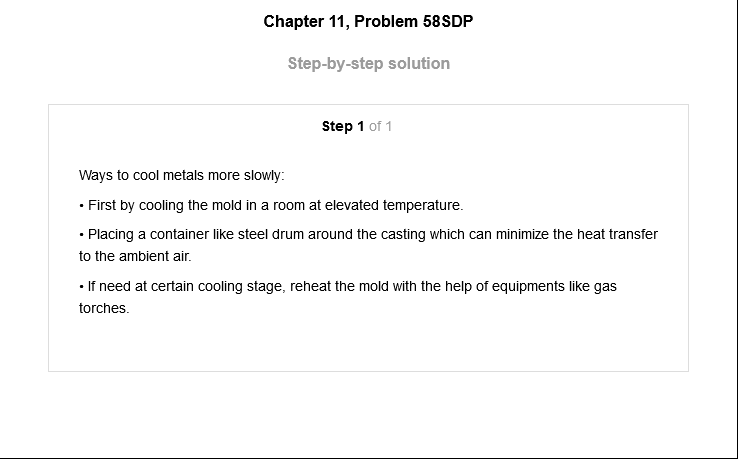 Chapter 11, Problem 58SDP
Step-by-step solution
Step 1 of 1
Ways to cool metals more slowly:
• First by cooling the mold in a room at elevated temperature.
• Placing a container like steel drum around the casting which can minimize the heat transfer
to the ambient air.
• If need at certain cooling stage, reheat the mold with the help of equipments like gas
torches.